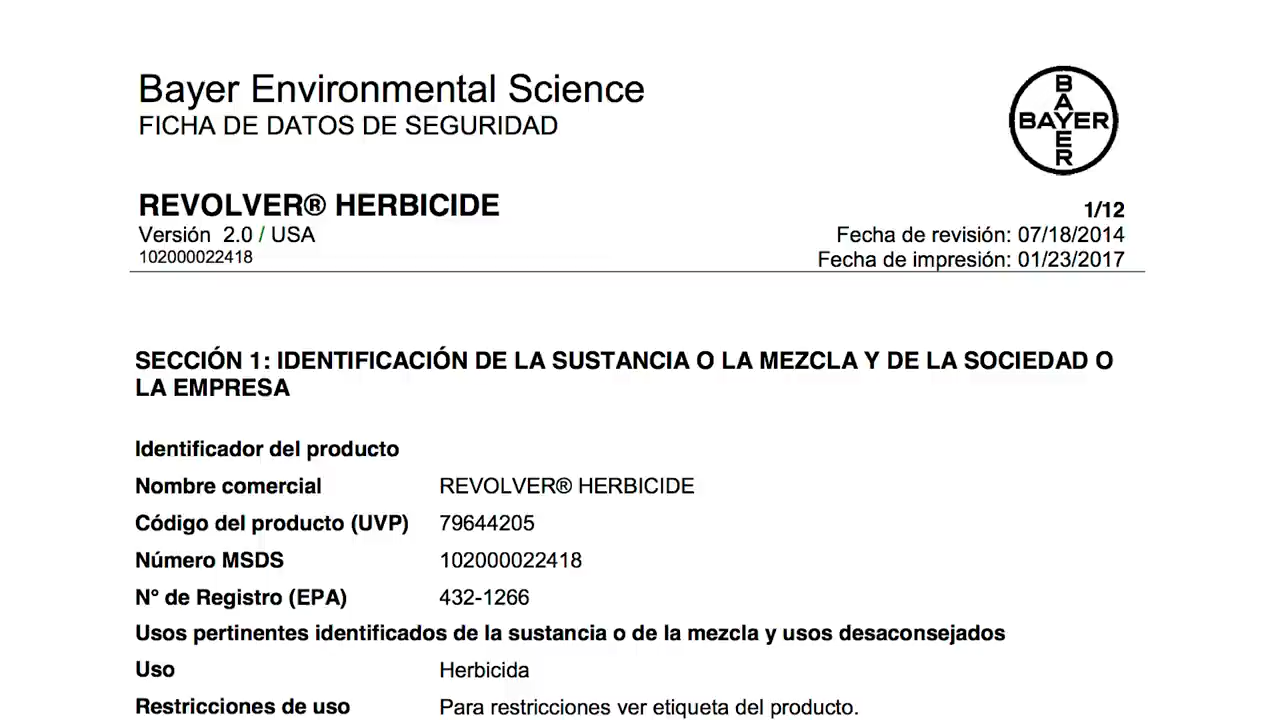 Bayer Environmental Science
FICHA DE DATOS DE SEGURIDAD
BAYER
BAYER
REVOLVER® HERBICIDE
1/12
Versión 2.0 / USA
Fecha de revisión: 07/18/2014
102000022418
Fecha de impresión: 01/23/2017
SECCIÓN 1: IDENTIFICACIÓN DE LA SUSTANCIA O LA MEZCLA Y DE LA SOCIEDAD O
LA EMPRESA
Identificador del producto
Nombre comercial REVOLVER® HERBICIDE
Código del producto (UVP) 79644205
Número MSDS 102000022418
N° de Registro (EPA) 432-1266
Usos pertinentes identificados de la sustancia o de la mezcla y usos desaconsejados
Uso Herbicida
Restricciones de uso Para restricciones ver etiqueta del producto.